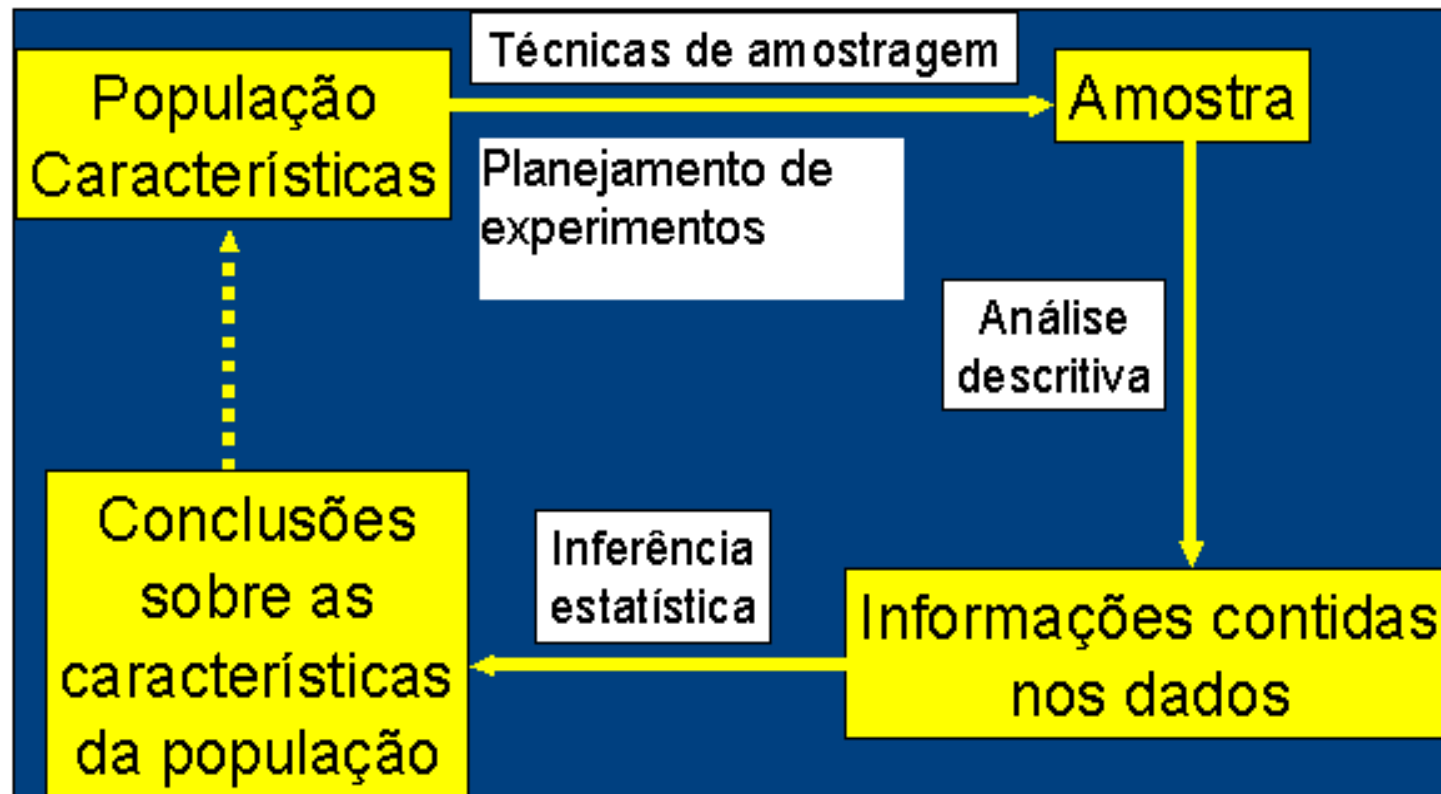 População
Características
Técnicas de amostragem
Planejamento de
experimentos
Amostra
Análise
descritiva
Informações contidas
nos dados
Inferência
estatística
Conclusões
sobre as
características
da população